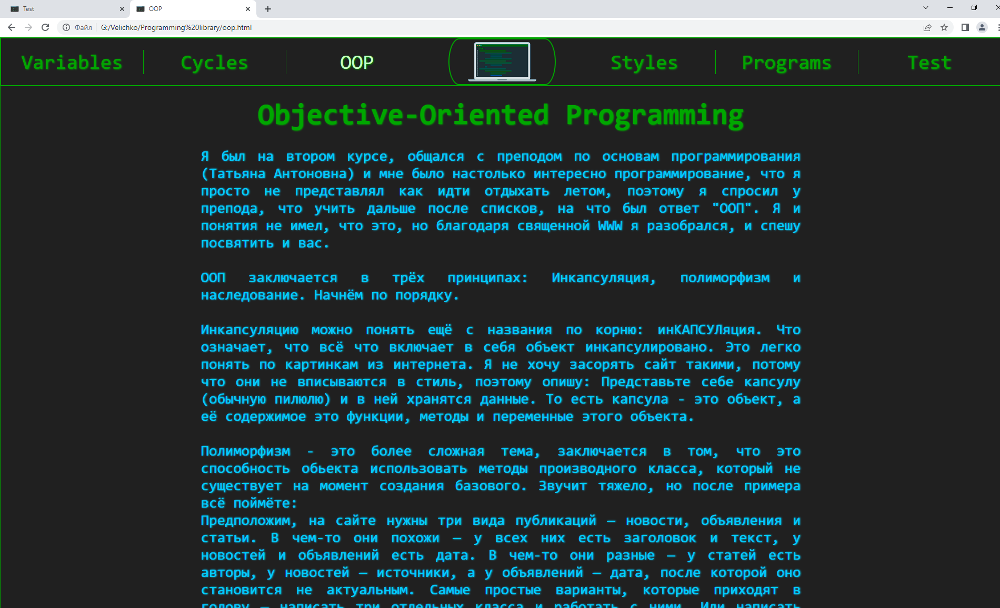 Test
OOP
Файл
G:/Velichko/Programming%20library/oop.html
Variables
Cycles
OOP
Styles
Programs
Test
Objective-Oriented Programming
Я был на втором курсе, общался с преподом по основам программирования
(Татьяна Антоновна) и мне было настолько интересно программирование, что я
просто не представлял как идти отдыхать летом, поэтому я спросил у
препода, что учить дальше после списков, на что был ответ "ООП". Я и
понятия не имел, что это, но благодаря священной WWW я разобрался, и спешу
посвятить и вас.
ООП заключается в трёх принципах: Инкапсуляция, полиморфизм и
наследование. Начнём по порядку.
Инкапсуляцию можно понять ещё с названия по корню: инКАПСУЛяция. Что
означает, что всё что включает в себя объект инкапсулировано. Это легко
понять по картинкам из интернета. Я не хочу засорять сайт такими, потому
что они не вписываются в стиль, поэтому опишу: Представьте себе капсулу
(обычную пилюлю) и в ней хранятся данные. То есть капсула - это объект, а
её содержимое это функции, методы и переменные этого объекта.
Полиморфизм - это более сложная тема, заключается в том, что это
способность обьекта использовать методы производного класса, который не
существует на момент создания базового. Звучит тяжело, но после примера
всё поймёте:
Предположим, на сайте нужны три вида публикаций — новости, объявления и
статьи. В чем-то они похожи — у всех них есть заголовок и текст, у
новостей и объявлений есть дата. В чем-то они разные — у статей есть
авторы, у новостей — источники, а у объявлений — дата, после которой оно
становится не актуальным. Самые простые варианты, которые приходят в
голову — написать три отдельных класса и работать с ними. Или написать